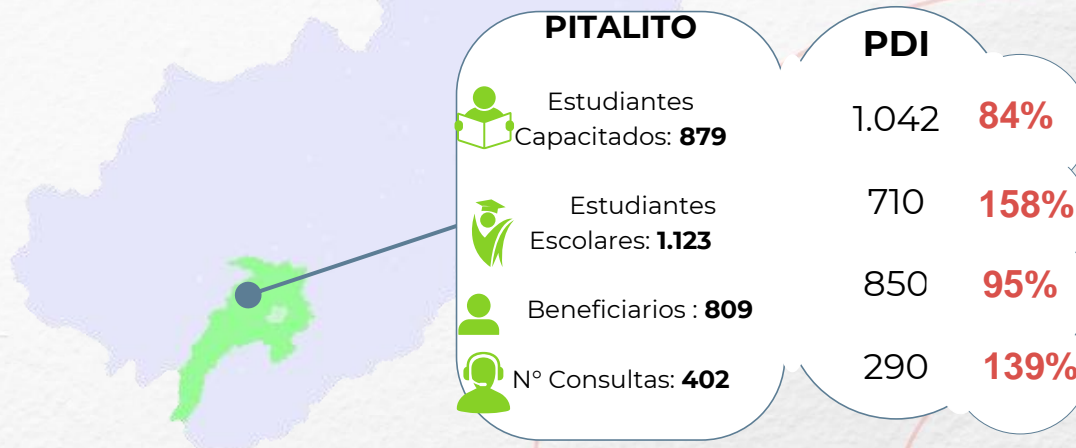 PITALITO
Estudiantes
Capacitados: 879
Estudiantes
Escolares: 1.123
Beneficiarios : 809
N° Consultas: 402
PDI
1.042 84%
710 158%
850 95%
290 139%